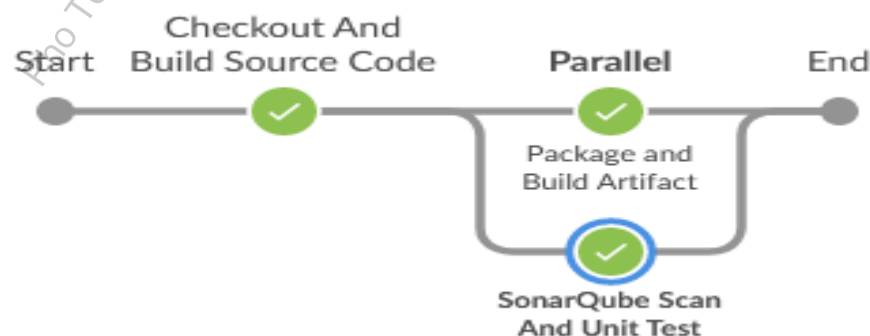 Checkout And
Start Build Source Code Parallel End
Package and
Build Artifact
SonarQube Scan
And Unit Test